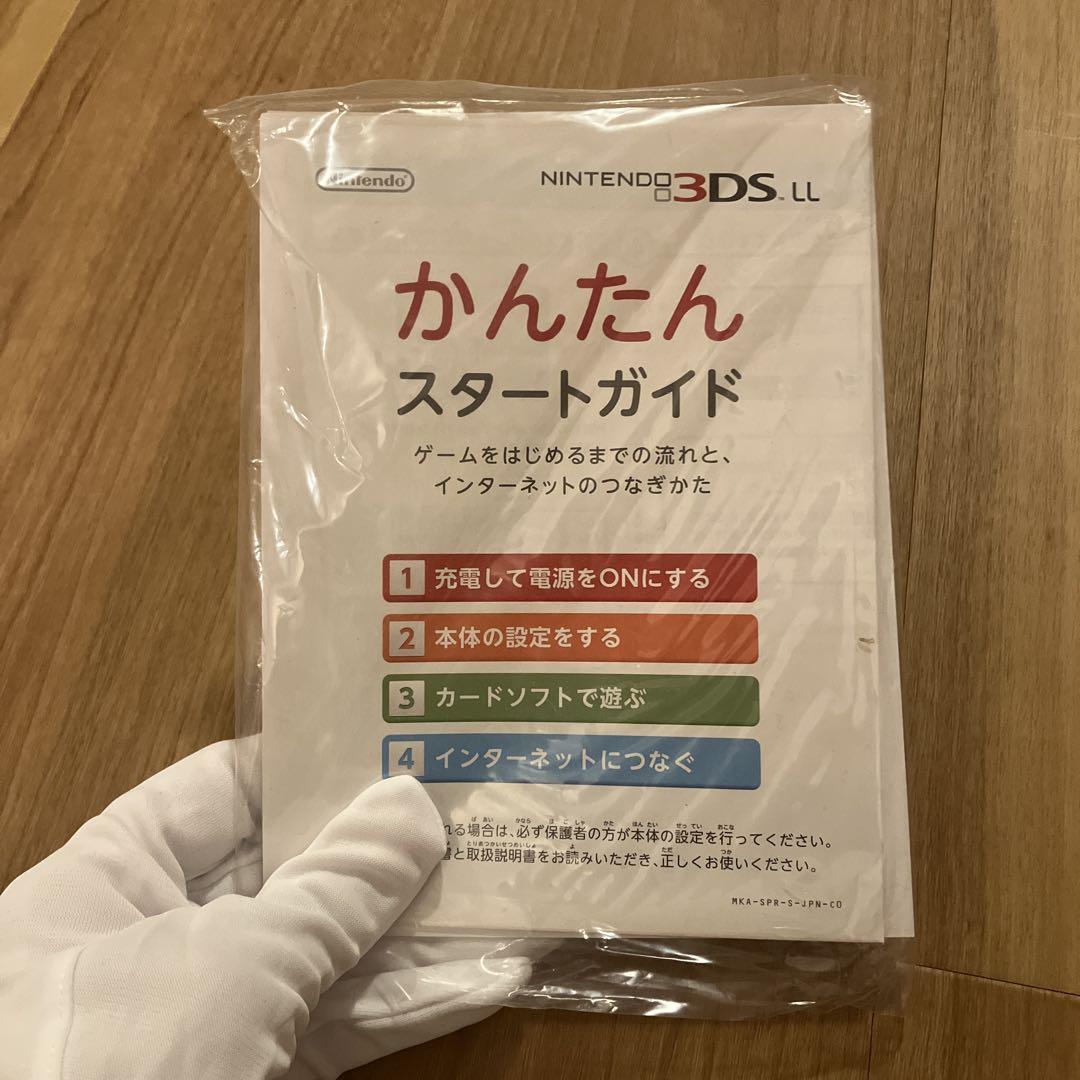 Nintendo
NINTENDO 3DS™ LL
かんたん
スタートガイド
ゲームをはじめるまでの流れと、
インターネットのつなぎかた
1 充電して電源をONにする
2 本体の設定をする
3 カードソフトで遊ぶ
4 インターネットにつなぐ
れる場合は、必ず保護者の方が本体の設定を行ってください。
書と取扱説明書をお読みいただき、正しくお使いください。
MKA-SPR-S-JPN-C0